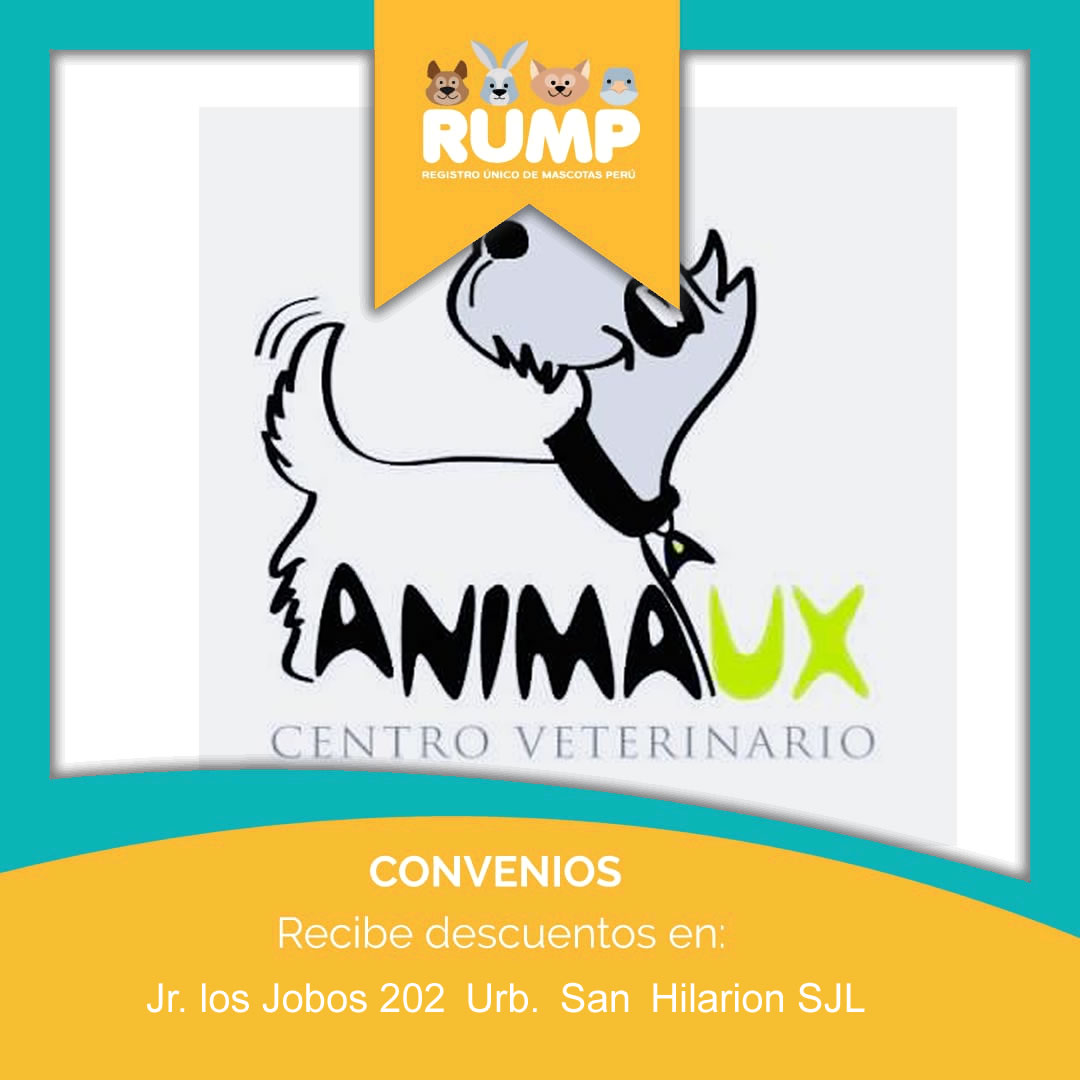 RUMP
REGISTRO ÚNICO DE MASCOTAS PERÚ
ANIMAUX
CENTRO VETERINARIO
CONVENIOS
Recibe descuentos en:
Jr. los Jobos 202 Urb. San Hilarion SJL